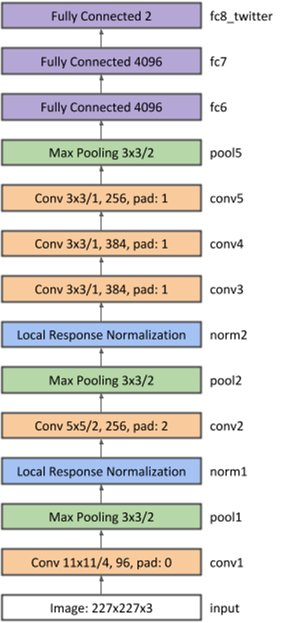 Fully Connected 2 fc8_twitter
Fully Connected 4096 fc7
Fully Connected 4096 fc6
Max Pooling 3x3/2 pool5
Conv 3x3/1, 256, pad: 1 conv5
Conv 3x3/1, 384, pad: 1 conv4
Conv 3x3/1, 384, pad: 1 conv3
Local Response Normalization norm2
Max Pooling 3x3/2 pool2
Conv 5x5/2, 256, pad: 2 conv2
Local Response Normalization norm1
Max Pooling 3x3/2 pool1
Conv 11x11/4, 96, pad: 0 conv1
Image: 227x227x3 input